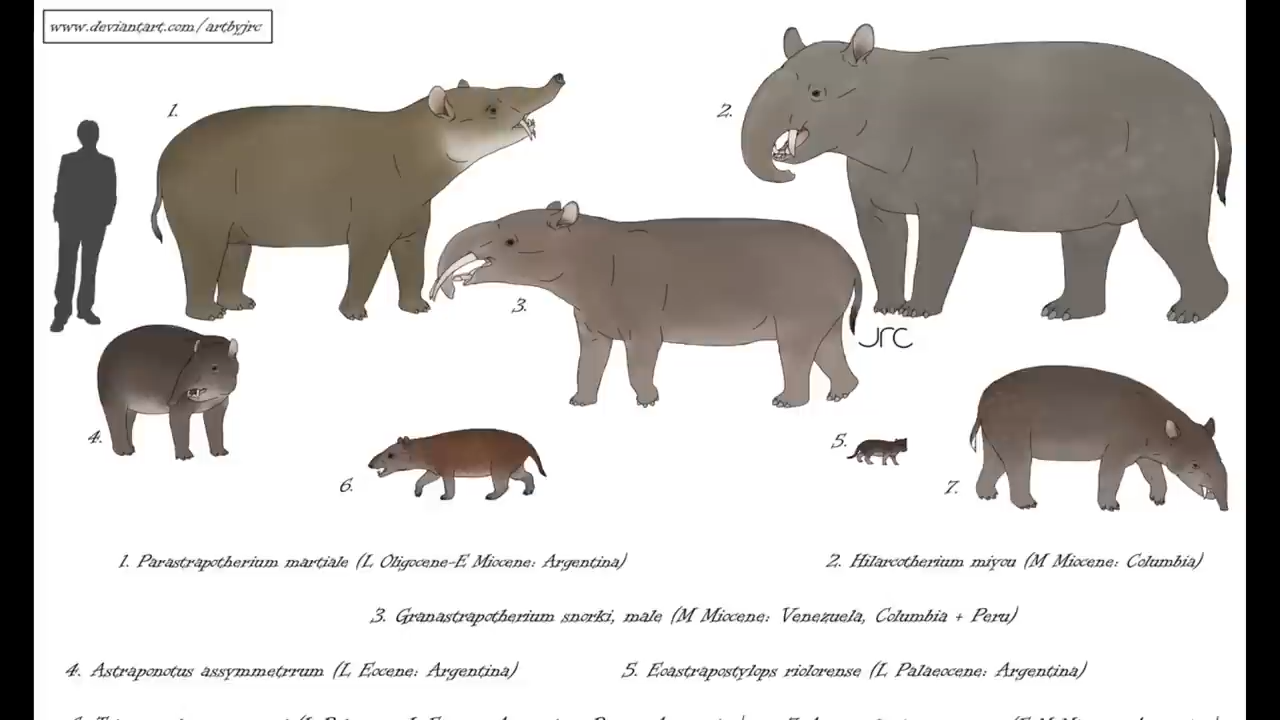 www.deviantart.com/artbyjrc
1.
2.
3.
JrC
4.
5.
6.
7.
1. Parastrapotherium martiale (L Oligocene-E Miocene: Argentina)
2. Hilarcotherium miyou (M Miocene: Columbia)
3. Granastrapotherium snorki, male (M Miocene: Venezuela, Columbia + Peru)
4. Astraponotus assymmetrrum (L Eocene: Argentina)
5. Eoastrapostylops riolorense (L Palaeocene: Argentina)